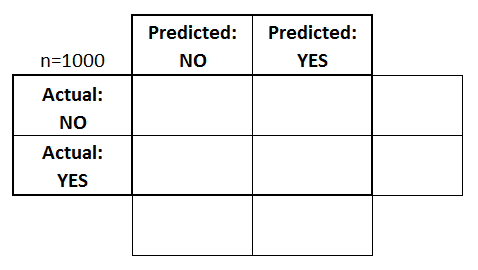 Predicted: Predicted:
n=1000 NO YES
Actual:
NO
Actual:
YES